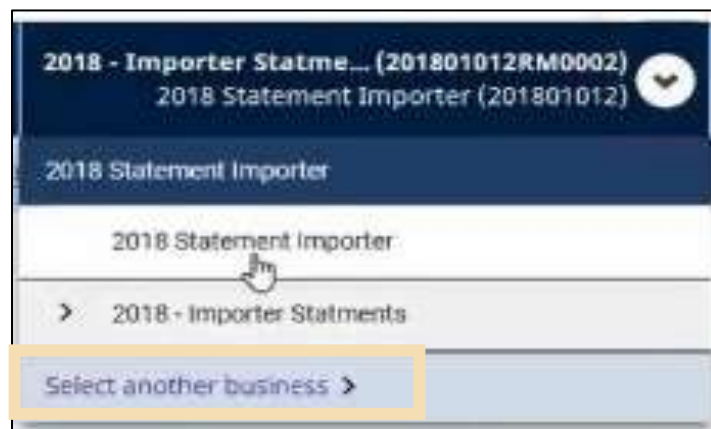 2018 - Importer Statme... (201801012RM0002)
2018 Statement Importer (201801012)
2018 Statement Importer
2018 Statement Importer
2018 - Importer Statments
Select another business